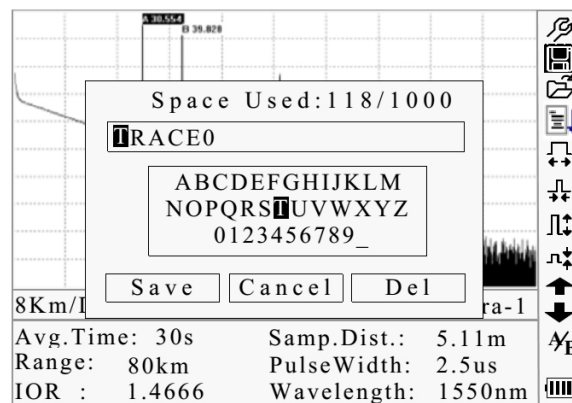 A 30.554
B 39.828
Space Used:118/1000
TRACE0
ABCDEFGHIJKLM
NOPQRSTUVWXYZ
0123456789_
Save Cancel Del
8Km/ ra-1
Avg.Time: 30s Samp.Dist.: 5.11m
Range: 80km PulseWidth: 2.5us
IOR : 1.4666 Wavelength: 1550nm